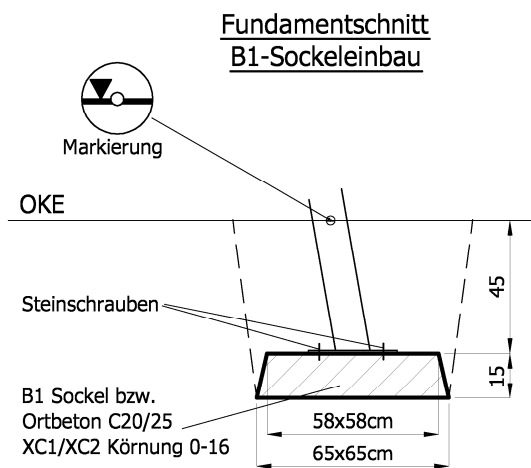 Fundamentschnitt
B1-Sockeleinbau
Markierung
OKE
45
Steinschrauben
15
B1 Sockel bzw.
Ortbeton C20/25
XC1/XC2 Körnung 0-16
58x58cm
65x65cm